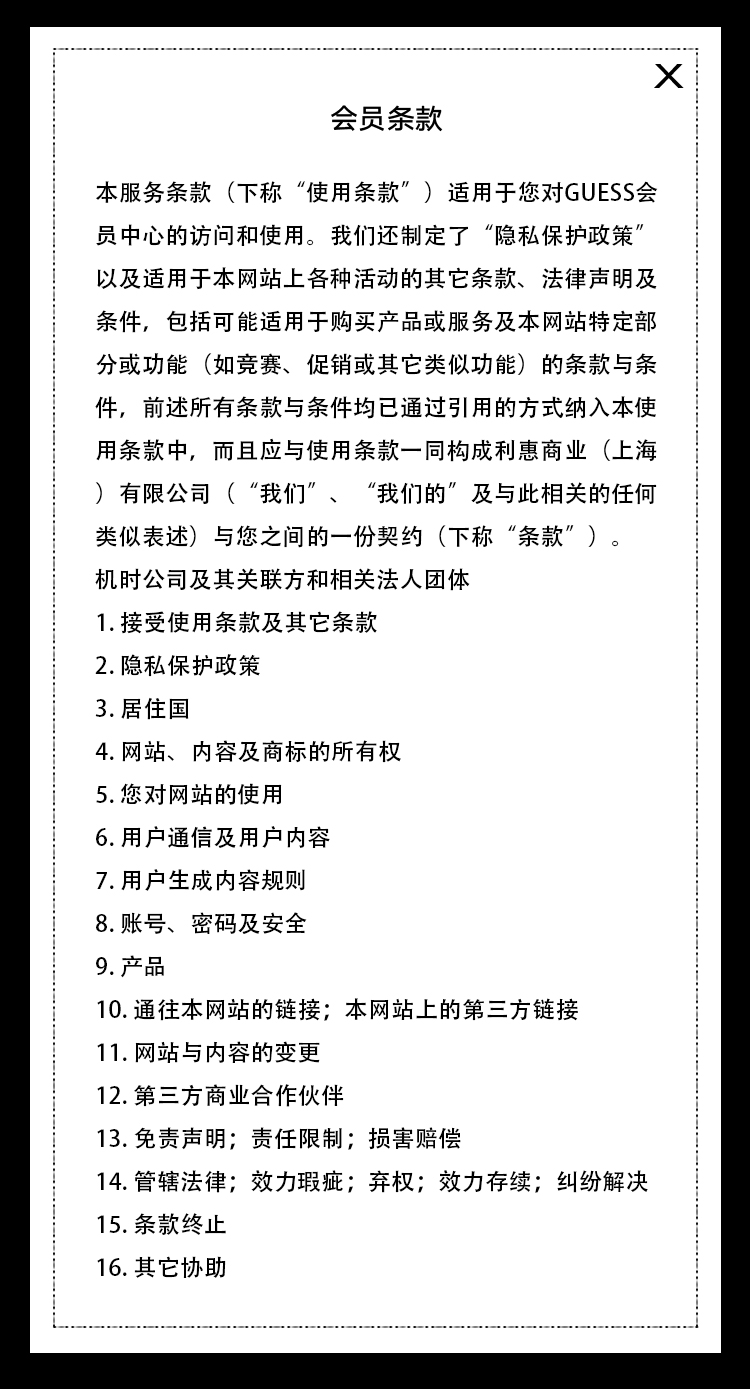 会员条款
本服务条款（下称“使用条款”）适用于您对GUESS会
员中心的访问和使用。我们还制定了“隐私保护政策”
以及适用于本网站上各种活动的其它条款、法律声明及
条件，包括可能适用于购买产品或服务及本网站特定部
分或功能（如竞赛、促销或其它类似功能）的条款与条
件，前述所有条款与条件均已通过引用的方式纳入本使
用条款中，而且应与使用条款一同构成利惠商业（上海
）有限公司（“我们”、“我们的”及与此相关的任何
类似表述）与您之间的一份契约（下称“条款”）。
机时公司及其关联方和相关法人团体
1. 接受使用条款及其它条款
2. 隐私保护政策
3. 居住国
4. 网站、内容及商标的所有权
5. 您对网站的使用
6. 用户通信及用户内容
7. 用户生成内容规则
8. 账号、密码及安全
9. 产品
10. 通往本网站的链接；本网站上的第三方链接
11. 网站与内容的变更
12. 第三方商业合作伙伴
13. 免责声明；责任限制；损害赔偿
14. 管辖法律；效力瑕疵；弃权；效力存续；纠纷解决
15. 条款终止
16. 其它协助